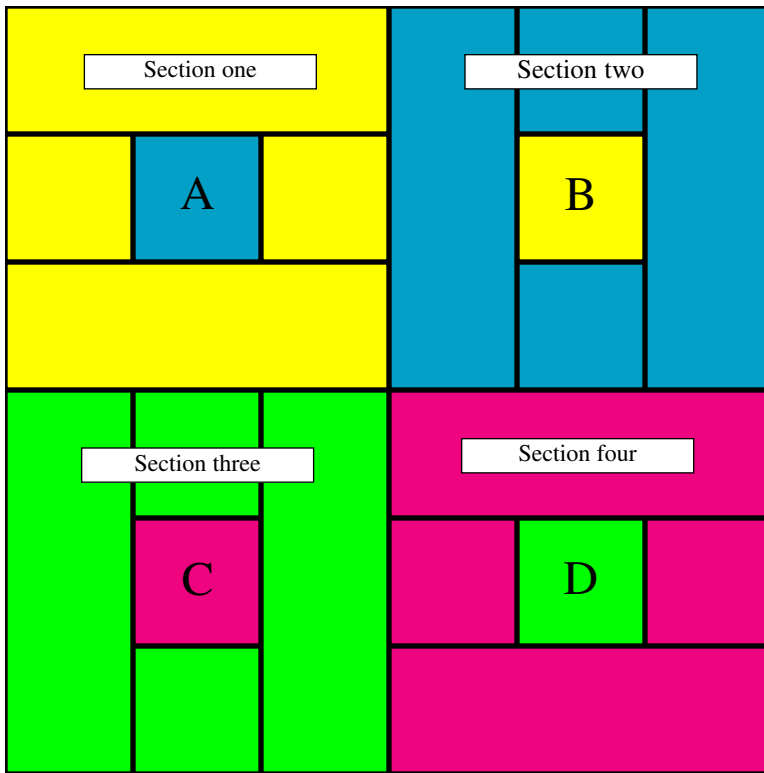 Section one
Section two
A
B
Section three
Section four
C
D